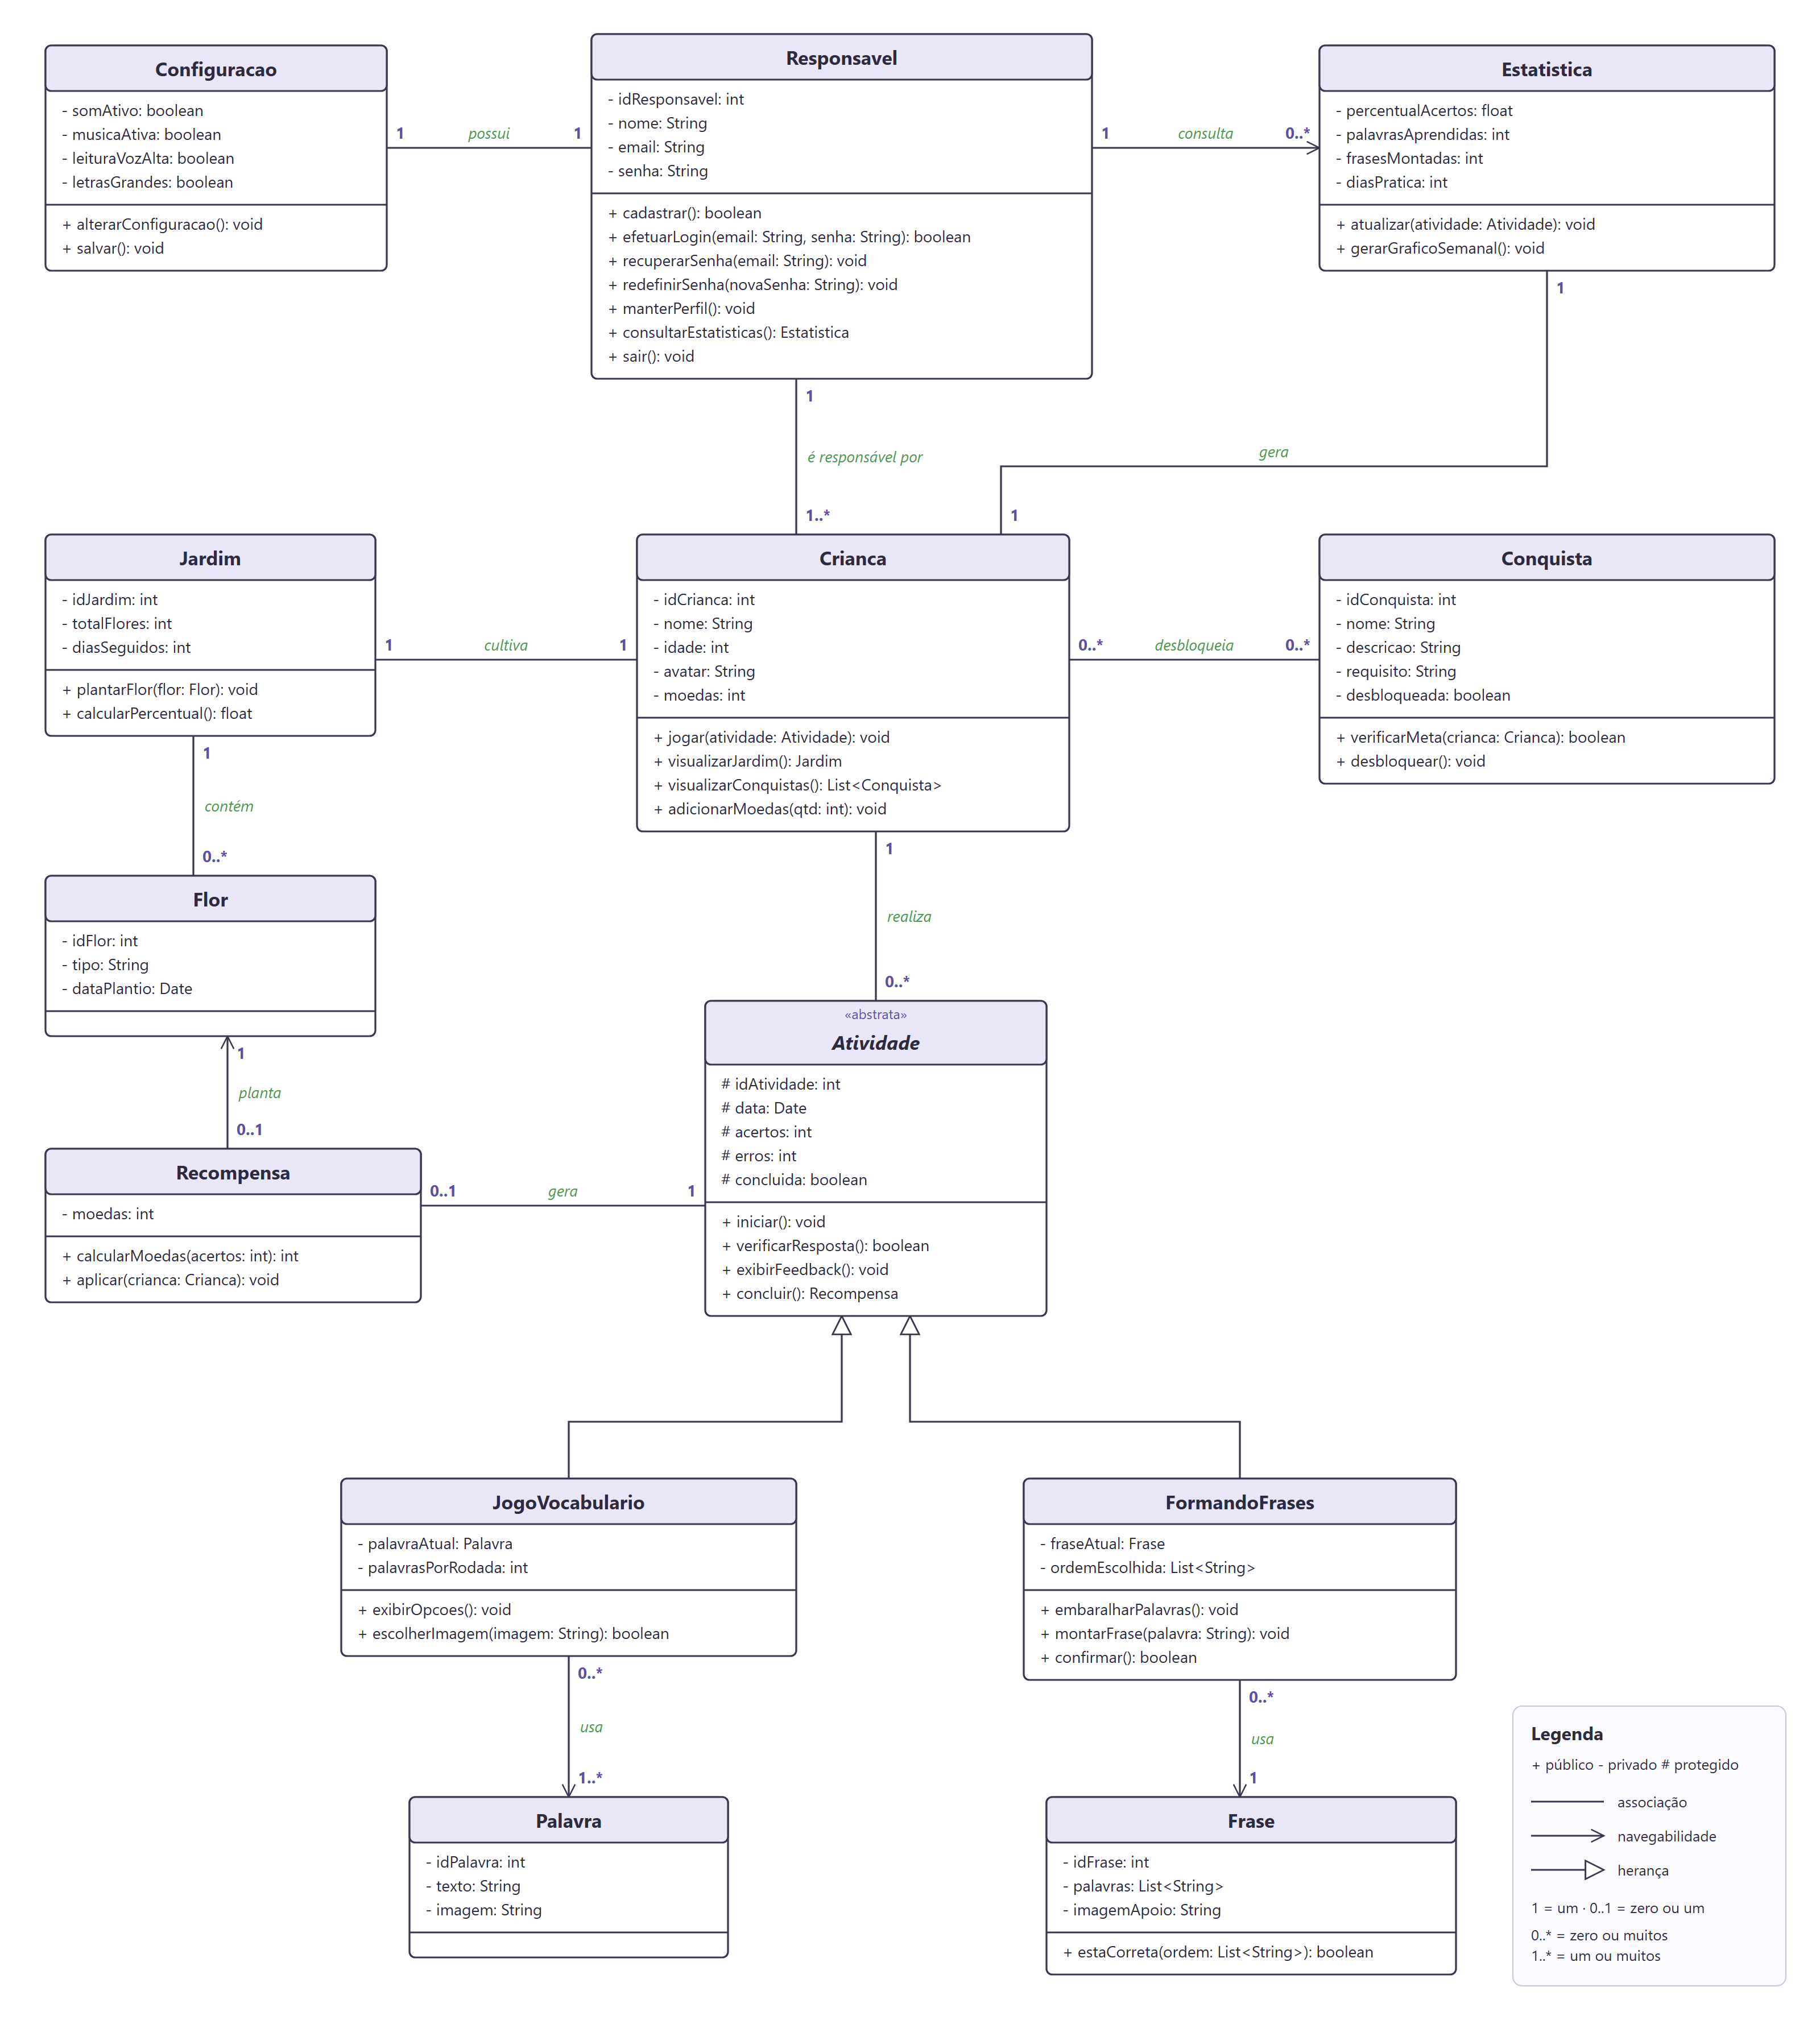 Configuracao
- somAtivo: boolean
- musicaAtiva: boolean
- leituraVozAlta: boolean
- letrasGrandes: boolean
+ alterarConfiguracao(): void
+ salvar(): void
1 possui 1
Responsavel
- idResponsavel: int
- nome: String
- email: String
- senha: String
+ cadastrar(): boolean
+ efetuarLogin(email: String, senha: String): boolean
+ recuperarSenha(email: String): void
+ redefinirSenha(novaSenha: String): void
+ manterPerfil(): void
+ consultarEstatisticas(): Estatistica
+ sair(): void
1 consulta 0..*
Estatistica
- percentualAcertos: float
- palavrasAprendidas: int
- frasesMontadas: int
- diasPratica: int
+ atualizar(atividade: Atividade): void
+ gerarGraficoSemanal(): void
1
é responsável por
1..*
1
gera
1
Jardim
- idJardim: int
- totalFlores: int
- diasSeguidos: int
+ plantarFlor(flor: Flor): void
+ calcularPercentual(): float
1 cultiva 1
Crianca
- idCrianca: int
- nome: String
- idade: int
- avatar: String
- moedas: int
+ jogar(atividade: Atividade): void
+ visualizarJardim(): Jardim
+ visualizarConquistas(): List<Conquista>
+ adicionarMoedas(qtd: int): void
0..* desbloqueia 0..*
Conquista
- idConquista: int
- nome: String
- descricao: String
- requisito: String
- desbloqueada: boolean
+ verificarMeta(crianca: Crianca): boolean
+ desbloquear(): void
1
contém
0..*
Flor
- idFlor: int
- tipo: String
- dataPlantio: Date
1
planta
0..1
Recompensa
- moedas: int
+ calcularMoedas(acertos: int): int
+ aplicar(crianca: Crianca): void
0..1 gera 1
1
realiza
0..*
«abstrata»
Atividade
# idAtividade: int
# data: Date
# acertos: int
# erros: int
# concluida: boolean
+ iniciar(): void
+ verificarResposta(): boolean
+ exibirFeedback(): void
+ concluir(): Recompensa
JogoVocabulario
- palavraAtual: Palavra
- palavrasPorRodada: int
+ exibirOpcoes(): void
+ escolherImagem(imagem: String): boolean
0..*
usa
1..*
Palavra
- idPalavra: int
- texto: String
- imagem: String
FormandoFrases
- fraseAtual: Frase
- ordemEscolhida: List<String>
+ embaralharPalavras(): void
+ montarFrase(palavra: String): void
+ confirmar(): boolean
0..*
usa
1
Frase
- idFrase: int
- palavras: List<String>
- imagemApoio: String
+ estaCorreta(ordem: List<String>): boolean
Legenda
+ público - privado # protegido
associação
navegabilidade
herança
1 = um · 0..1 = zero ou um
0..* = zero ou muitos
1..* = um ou muitos